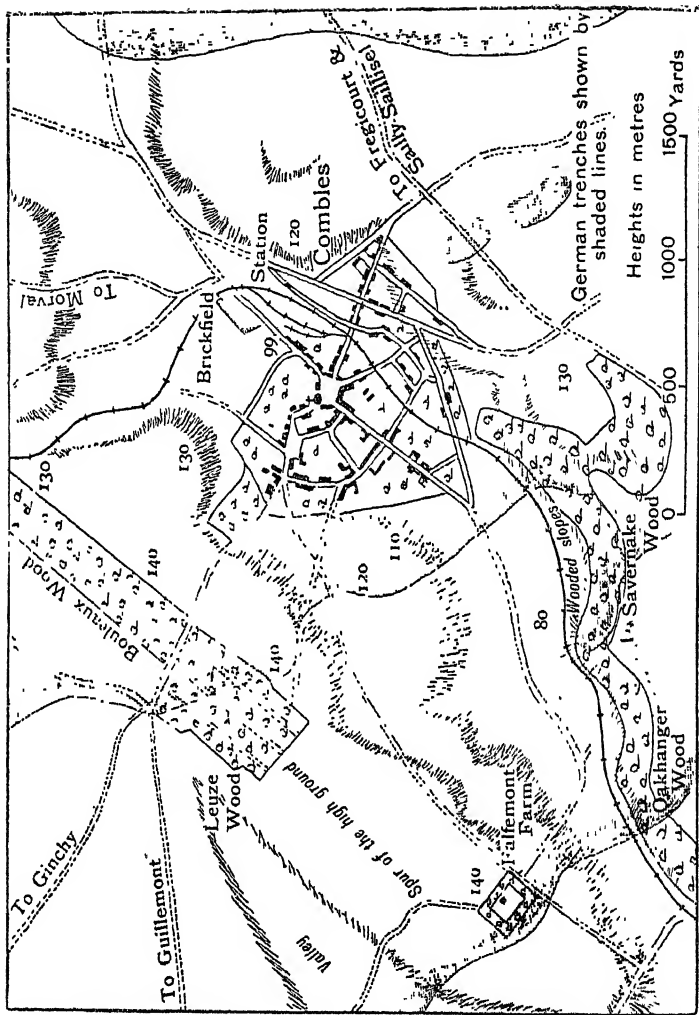 To Ginchy
To Guillemont
Bouleaux Wood
130
To Morval
140
Leuze
Wood
140
Valley
Spur of the high ground
130
Brickfield
Station
99
120
Combles
120
110
140
Falfemont
Farm
80
Wooded slopes
130
Savernake
Wood
Oakhanger
Wood
To Fregicourt &
Sailly Saillisel
German trenches shown by
shaded lines.
Heights in metres
0 500 1000 1500 Yards